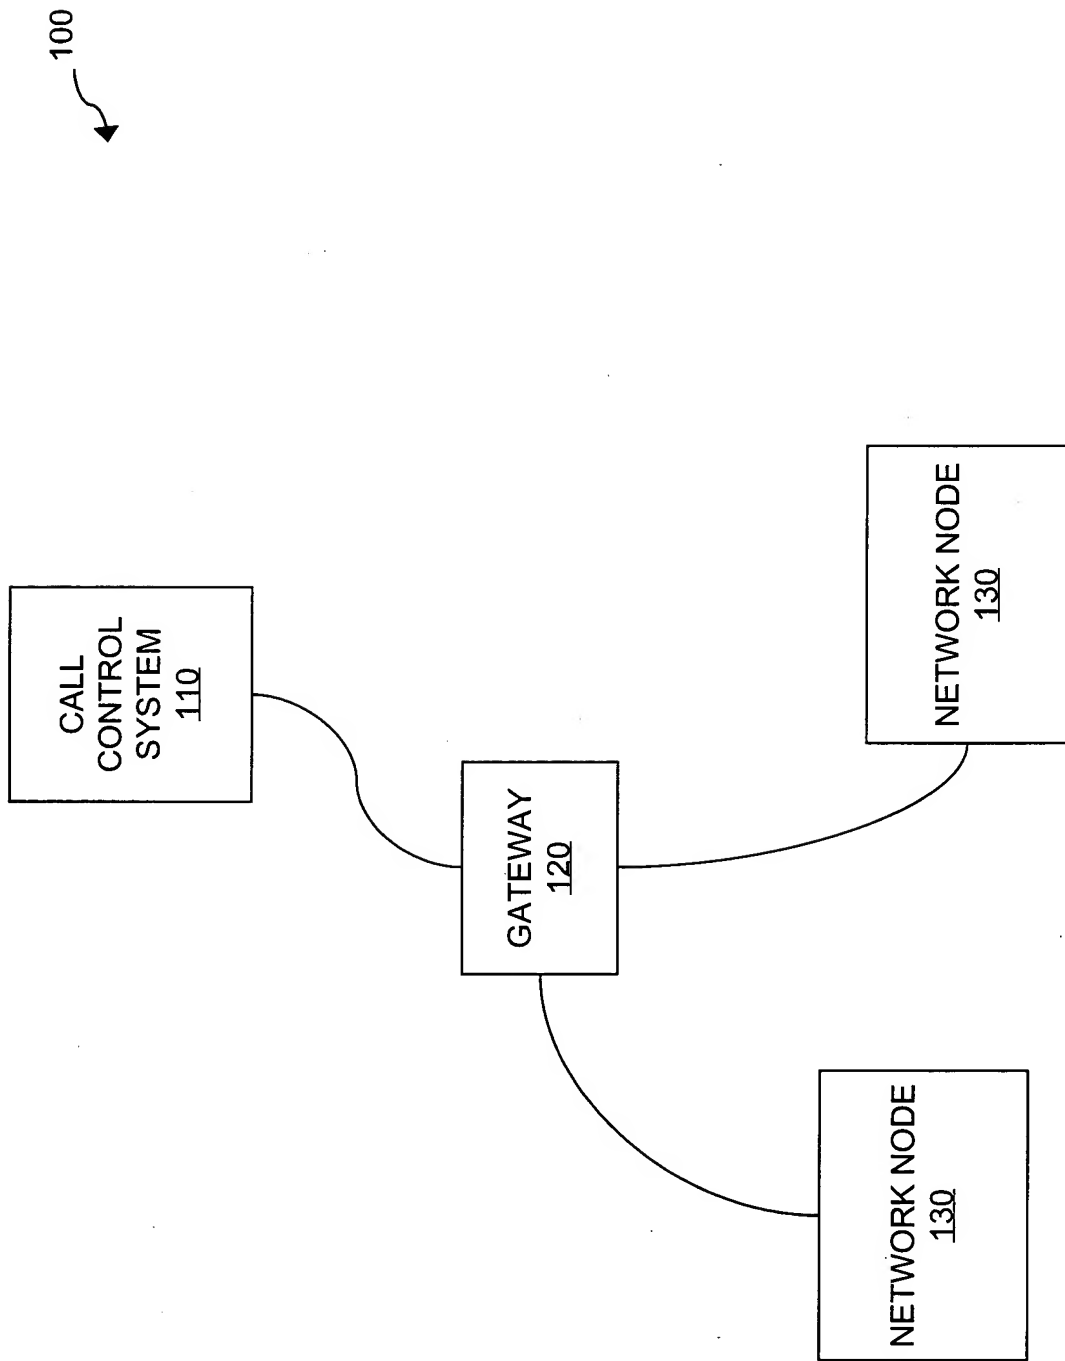 100
CALL
CONTROL
SYSTEM
110
GATEWAY
120
NETWORK NODE
130
NETWORK NODE
130